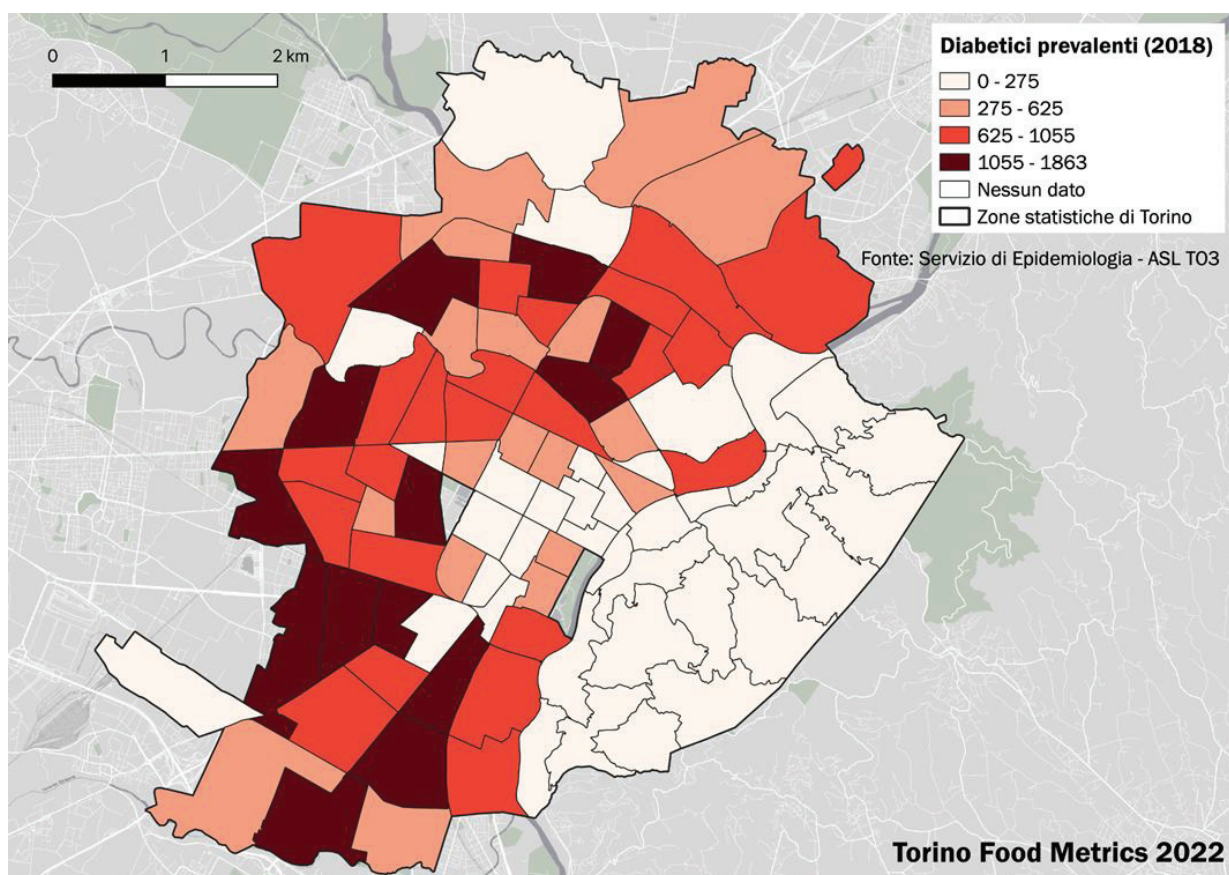 0 1 2 km
Diabetici prevalenti (2018)
0 - 275
275 - 625
625 - 1055
1055 - 1863
Nessun dato
Zone statistiche di Torino
Fonte: Servizio di Epidemiologia - ASL TO3
Torino Food Metrics 2022